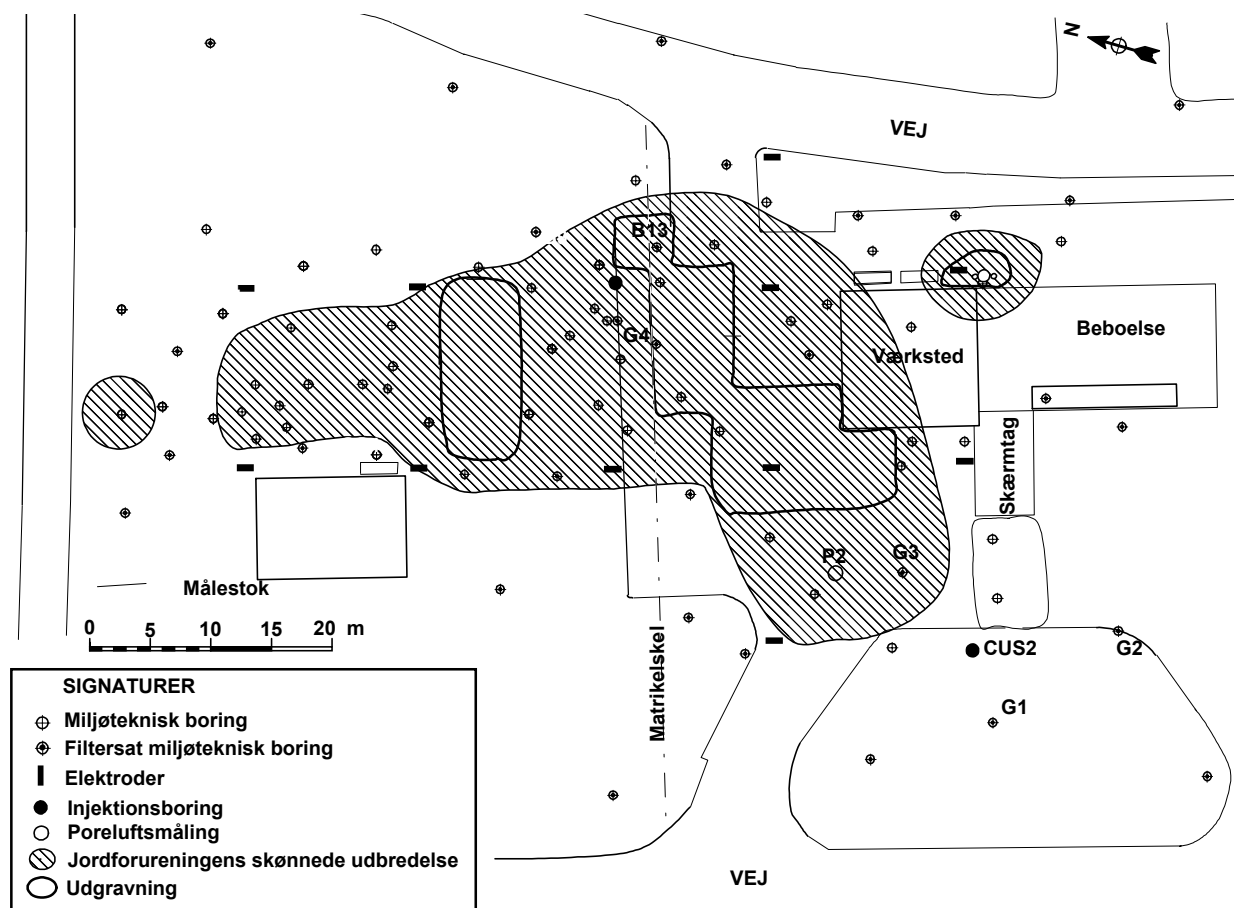 N
VEJ
B13
G4
Værksted
Beboelse
Skærmtag
P2
G3
Målestok
0 5 10 15 20 m
Matrikelskel
CUS2
G2
G1
SIGNATURER
Miljøteknisk boring
Filtersat miljøteknisk boring
Elektroder
Injektionsboring
Poreluftsmåling
Jordforureningens skønnede udbredelse
Udgravning
VEJ